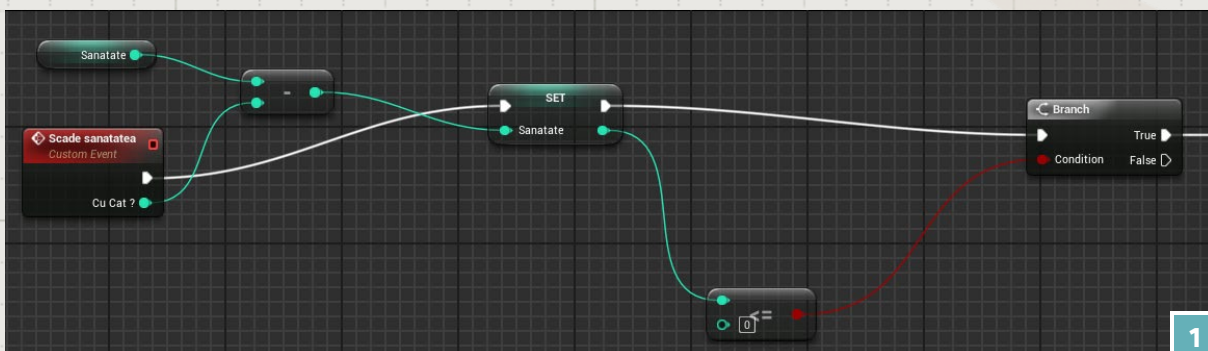 Sanatate
-
Scade sanatatea
Custom Event
Cu Cat ?
SET
Sanatate
Branch
True
Condition
False
0
<=
1